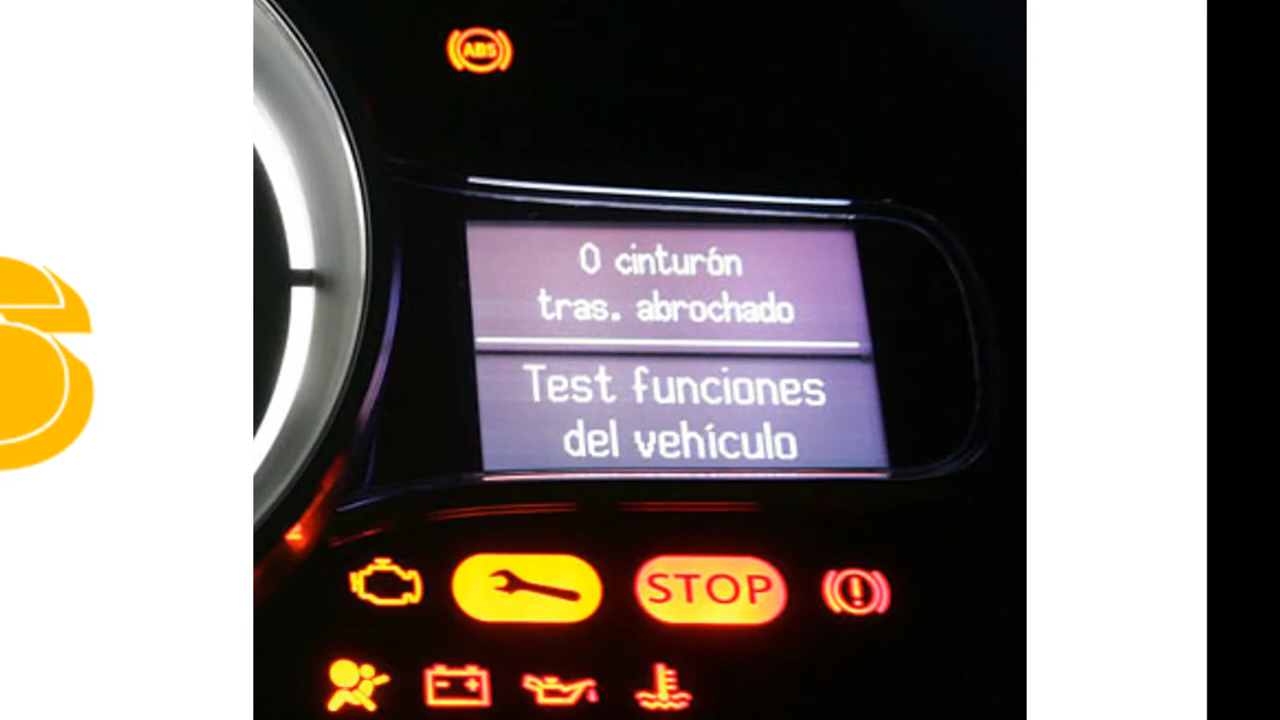 ABS
0 cinturón
tras. abrochado
Test funciones
del vehículo
STOP